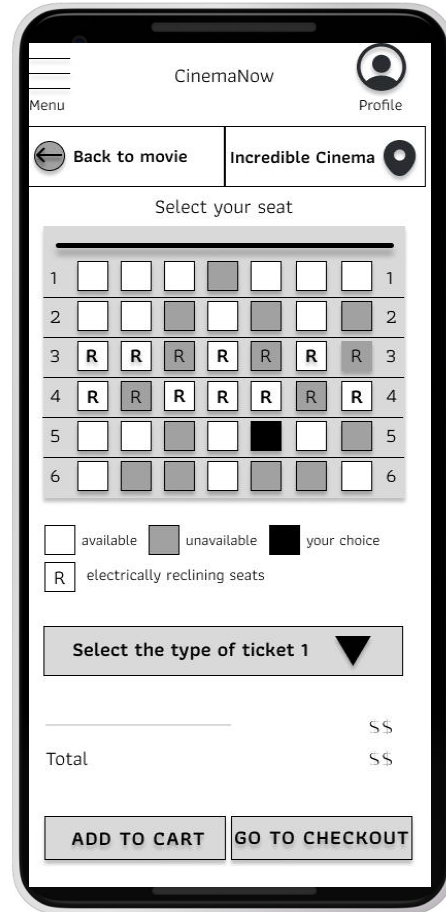 CinemaNow
Menu
Profile
Back to movie
Incredible Cinema
Select your seat
1 1
2 2
3 R R R R R R R 3
4 R R R R R R R 4
5 5
6 6
available unavailable your choice
R electrically reclining seats
Select the type of ticket 1
$$
Total $$
ADD TO CART GO TO CHECKOUT